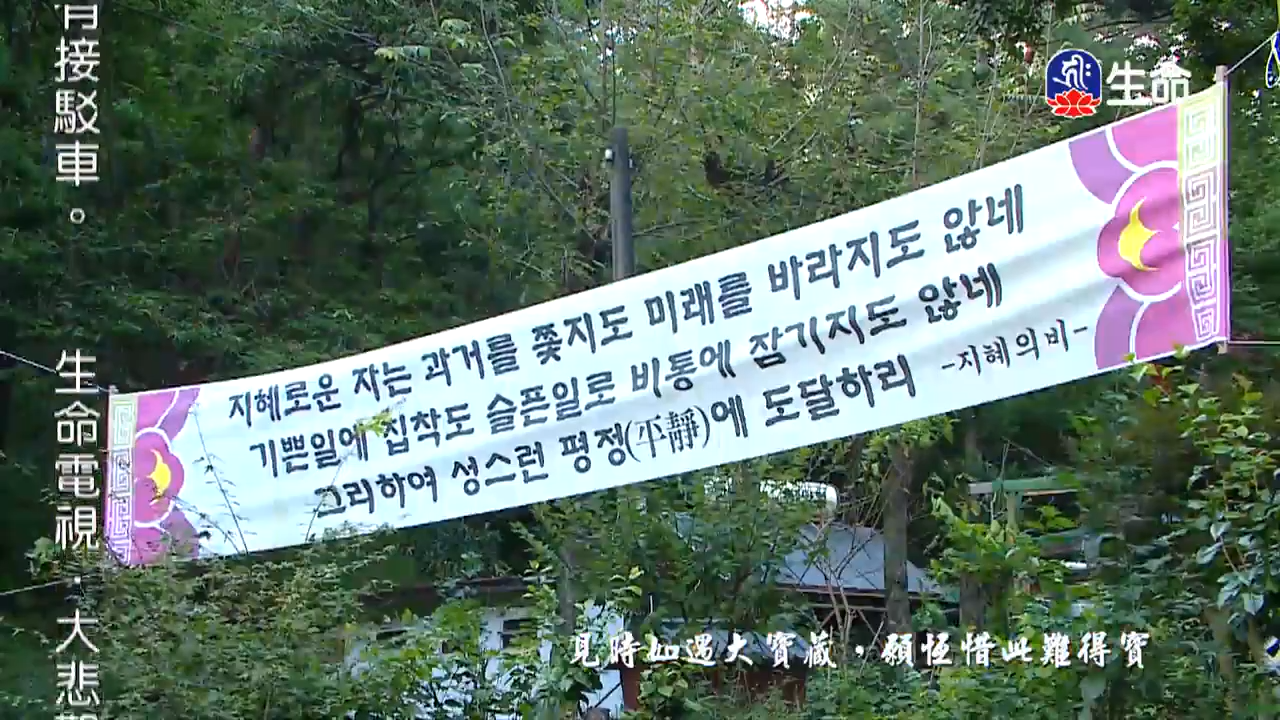 有接駁車。生命電視‧大悲
生命
지혜로운 자는 과거를 쫓지도 미래를 바라지도 않네
기쁜일에 집착도 슬픈일로 비통에 잠기지도 않네
그리하여 성스런 평정(平靜)에 도달하리 -지혜의비-
見時如遇大寶藏，願恆惜此難得寶